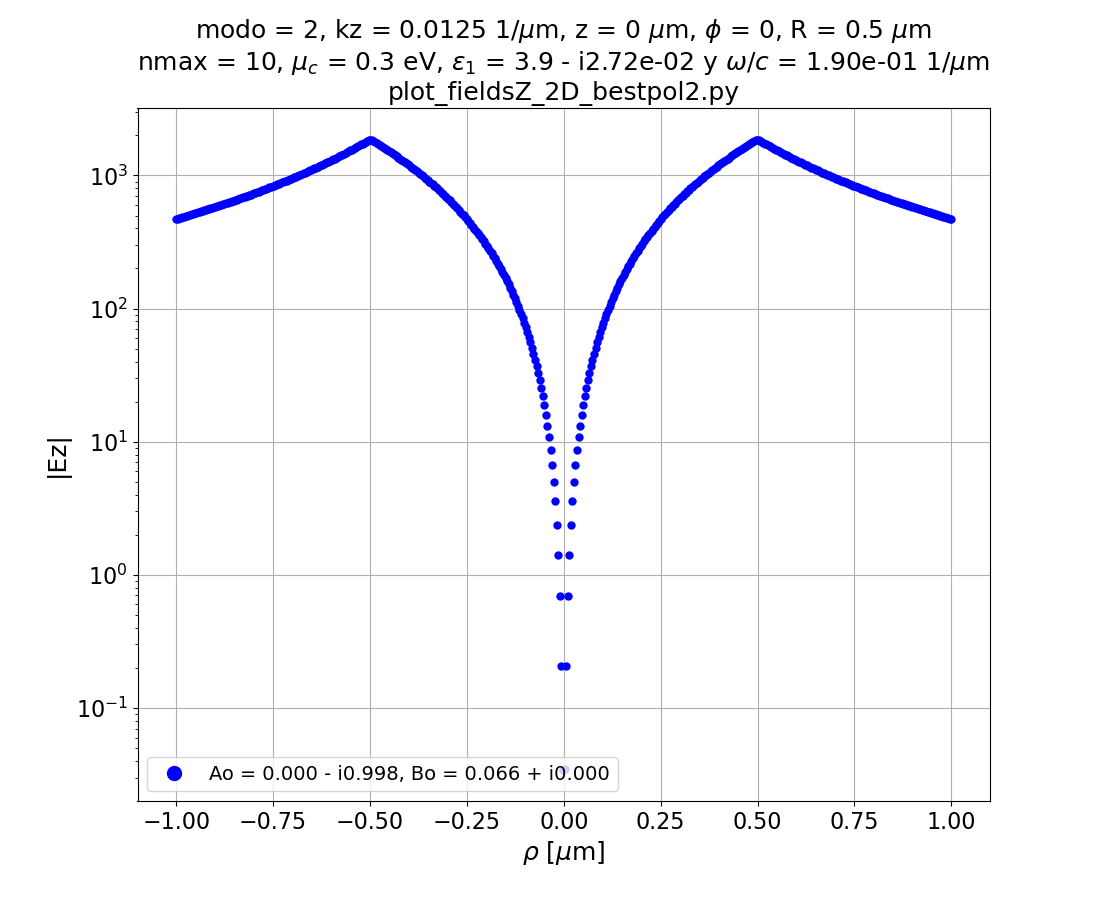 modo = 2, kz = 0.0125 1/μm, z = 0 μm, ϕ = 0, R = 0.5 μm
nmax = 10, μc = 0.3 eV, ε1 = 3.9 - i2.72e-02 y ω/c = 1.90e-01 1/μm
plot_fieldsZ_2D_bestpol2.py
|Ez|
10³
10²
10¹
10⁰
10⁻¹
Ao = 0.000 - i0.998, Bo = 0.066 + i0.000
−1.00 −0.75 −0.50 −0.25 0.00 0.25 0.50 0.75 1.00
ρ [μm]